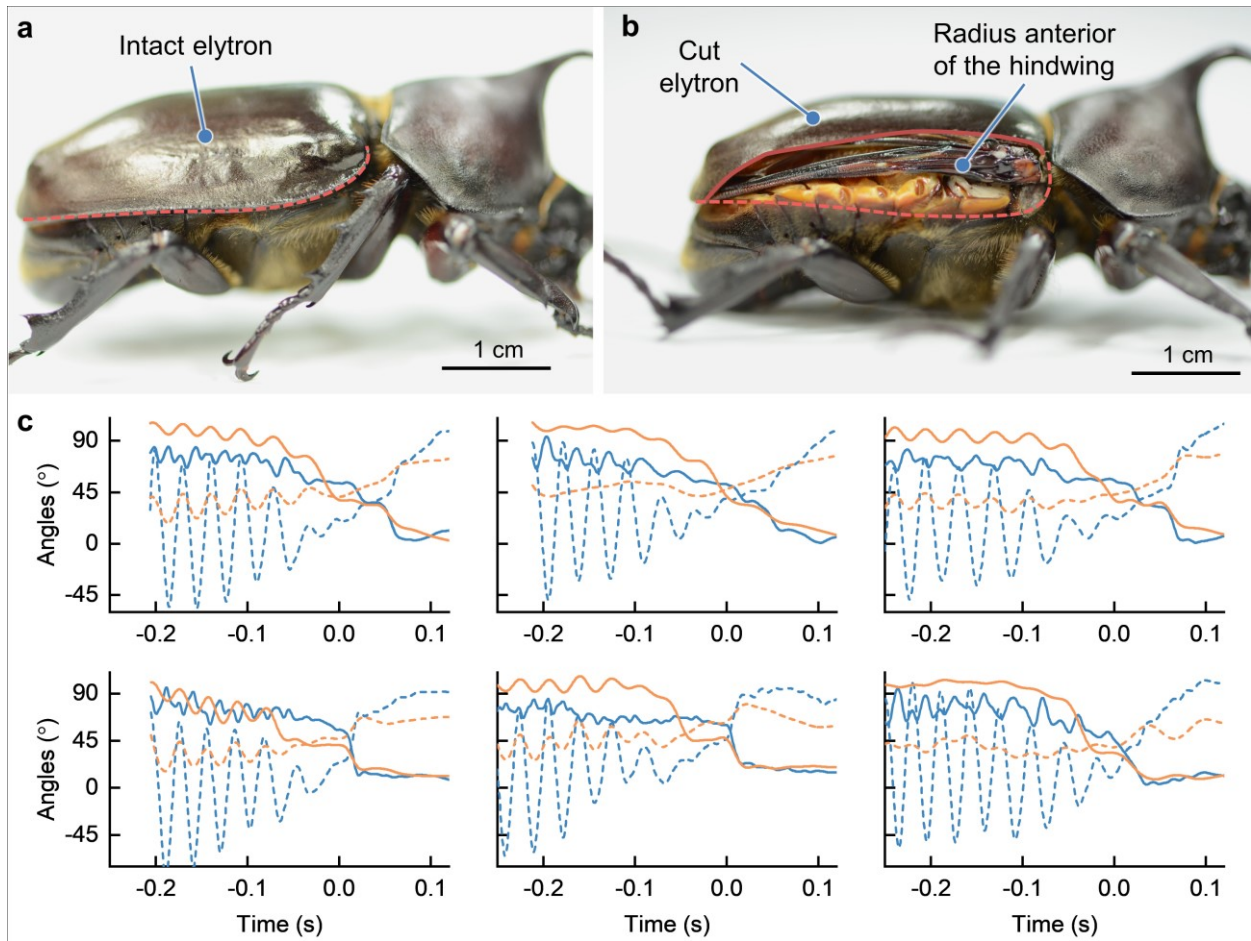 a
Intact elytron
1 cm
b
Cut
elytron
Radius anterior
of the hindwing
1 cm
c
Angles (°)
90
45
0
-45
-0.2 -0.1 0.0 0.1
-0.2 -0.1 0.0 0.1
-0.2 -0.1 0.0 0.1
Angles (°)
90
45
0
-45
-0.2 -0.1 0.0 0.1
-0.2 -0.1 0.0 0.1
-0.2 -0.1 0.0 0.1
Time (s)
Time (s)
Time (s)